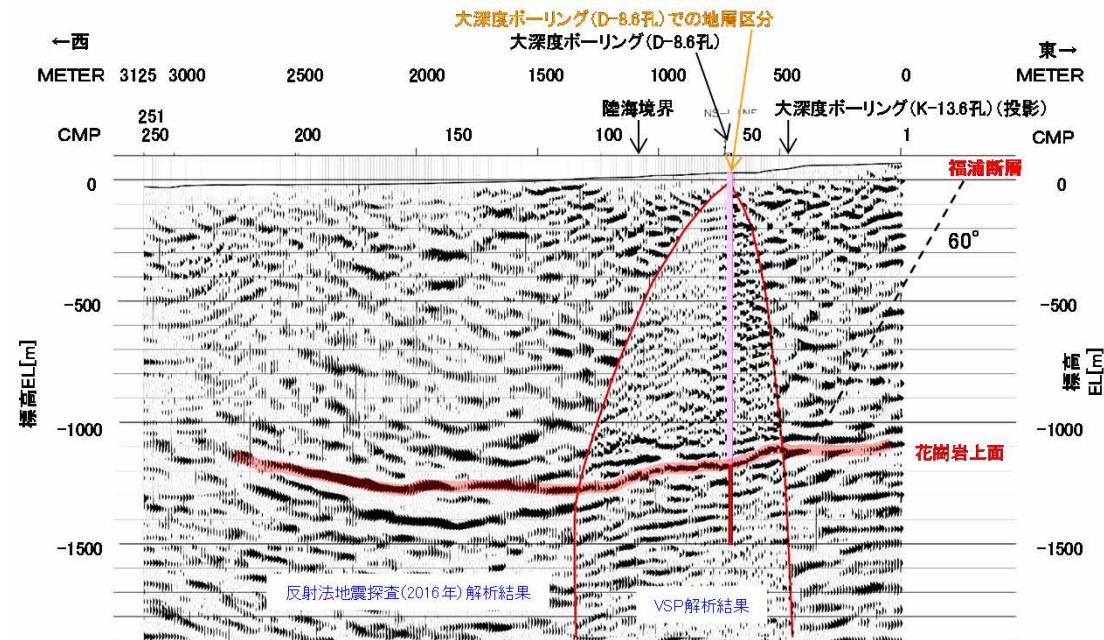 大深度ボーリング(D-8.6孔)での地層区分
←西
大深度ボーリング(D-8.6孔)
東→
METER 3125 3000 2500 2000 1500 1000 500 0 METER
陸海境界
大深度ボーリング(K-13.6孔)(投影)
251
CMP 250 200 150 100 50 1 CMP
福浦断層
0 0
60°
-500 -500
標高EL[m]
標高EL[m]
-1000 -1000
花崗岩上面
-1500 -1500
反射法地震探査(2016年)解析結果
VSP解析結果